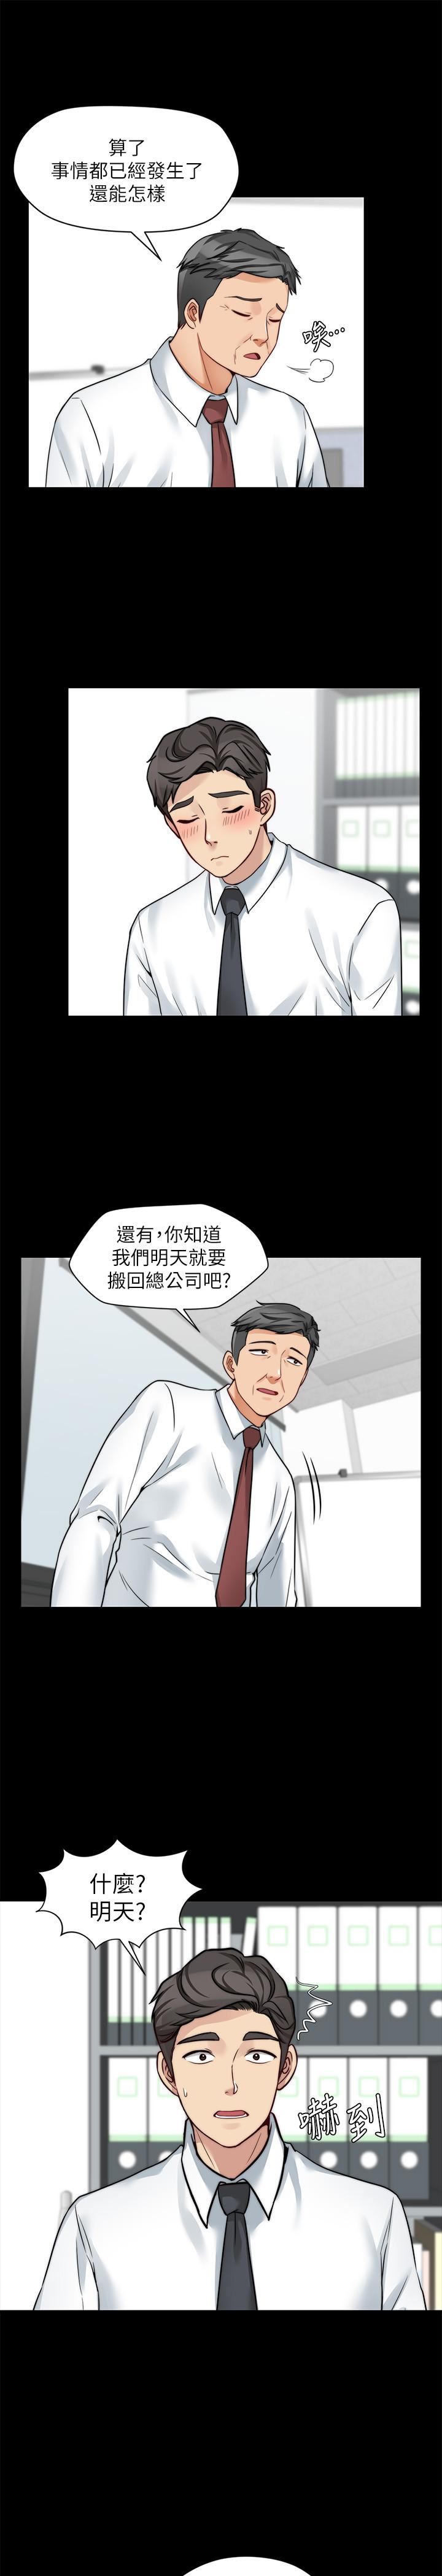 算了
事情都已經發生了
還能怎樣
唉…
還有，你知道
我們明天就要
搬回總公司吧?
什麼?
明天?
嚇到